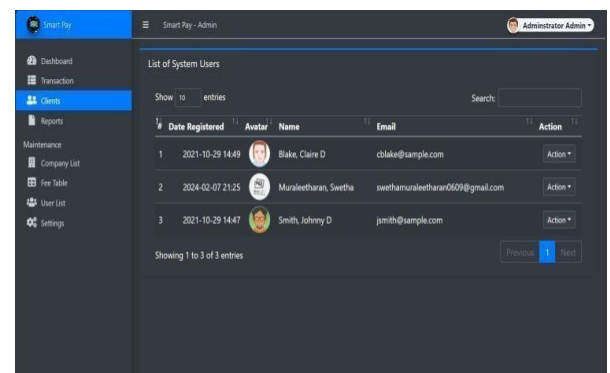 Smart Pay
Smart Pay - Admin
Adminstrator Admin
Dashboard
Transaction
Clients
Reports
Maintenance
Company List
Fee Table
User List
Settings
List of System Users
Show 10 entries
Search:
# Date Registered Avatar Name Email Action
1 2021-10-29 14:49 Blake, Claire D cblake@sample.com Action
2 2024-02-07 21:25 Muraleetharan, Swetha swethamuraleetharan0609@gmail.com Action
3 2021-10-29 14:47 Smith, Johnny D jsmith@sample.com Action
Showing 1 to 3 of 3 entries
Previous 1 Next